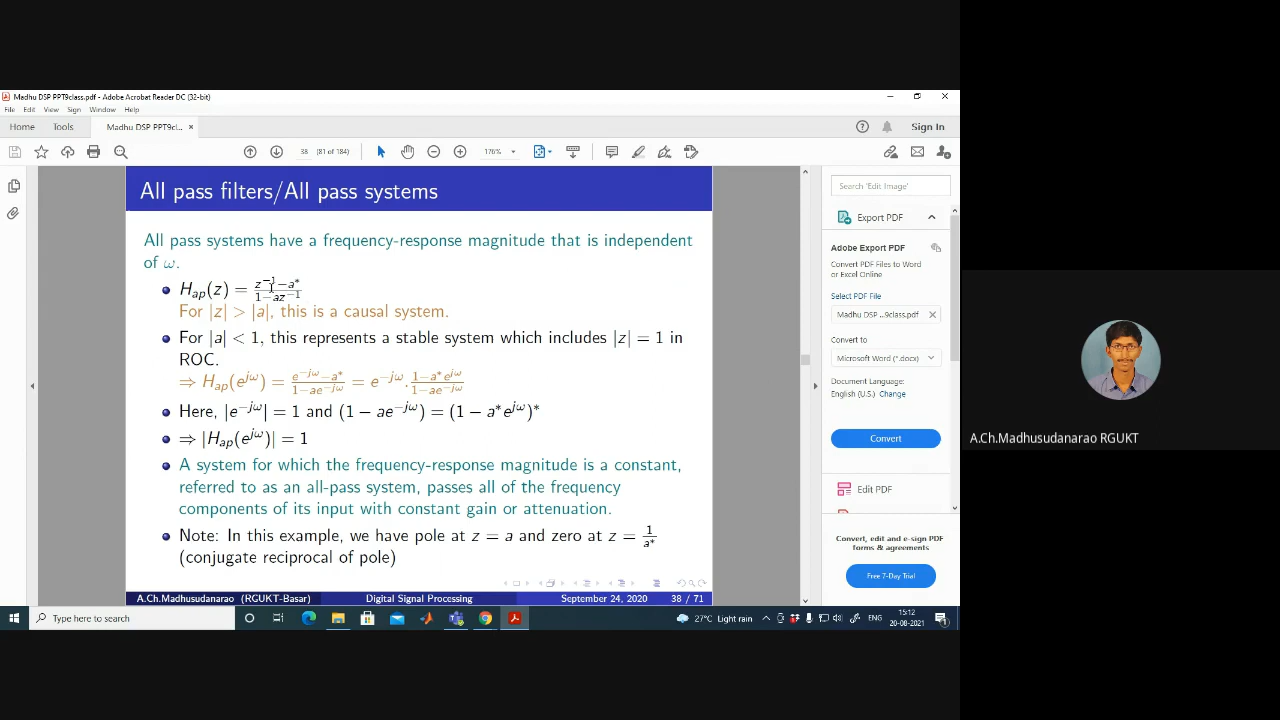 Madhu DSP PPT9class.pdf - Adobe Acrobat Reader DC (32-bit)
File Edit View Sign Window Help
Home Tools Madhu DSP PPT9cl... × Sign In
38 (81 of 184) 176%
All pass filters/All pass systems
All pass systems have a frequency-response magnitude that is independent
of ω.
H_ap(z) = (z^{-1}−a*)/(1−az^{-1})
For |z| > |a|, this is a causal system.
For |a| < 1, this represents a stable system which includes |z| = 1 in
ROC.
⇒ H_ap(e^{jω}) = (e^{-jω}−a*)/(1−ae^{-jω}) = e^{-jω}.(1−a*e^{jω})/(1−ae^{-jω})
Here, |e^{-jω}| = 1 and (1 − ae^{-jω}) = (1 − a*e^{jω})*
⇒ |H_ap(e^{jω})| = 1
A system for which the frequency-response magnitude is a constant,
referred to as an all-pass system, passes all of the frequency
components of its input with constant gain or attenuation.
Note: In this example, we have pole at z = a and zero at z = 1/a*
(conjugate reciprocal of pole)
A.Ch.Madhusudanarao (RGUKT-Basar) Digital Signal Processing September 24, 2020 38 / 71
Search 'Edit Image'
Export PDF
Adobe Export PDF
Convert PDF Files to Word
or Excel Online
Select PDF File
Madhu DSP ...9class.pdf ×
Convert to
Microsoft Word (*.docx)
Document Language:
English (U.S.) Change
Convert
Edit PDF
Convert, edit and e-sign PDF
forms & agreements
Free 7-Day Trial
A.Ch.Madhusudanarao RGUKT
Type here to search
27°C Light rain
ENG
15:12
20-08-2021